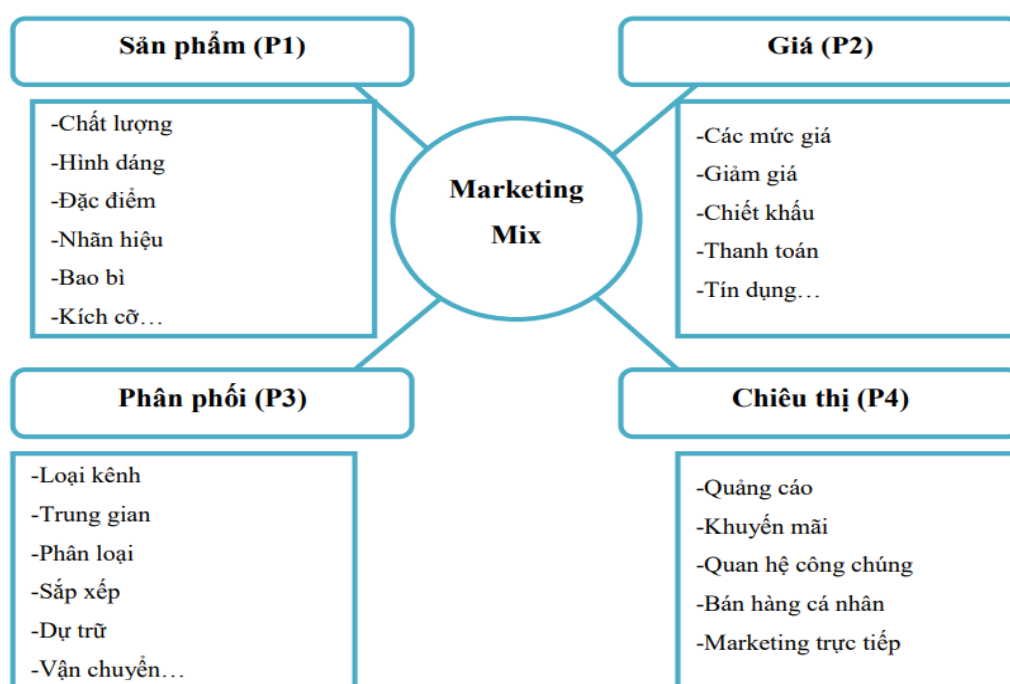 Sản phẩm (P1)
-Chất lượng
-Hình dáng
-Đặc điểm
-Nhãn hiệu
-Bao bì
-Kích cỡ…
Giá (P2)
-Các mức giá
-Giảm giá
-Chiết khấu
-Thanh toán
-Tín dụng…
Marketing
Mix
Phân phối (P3)
-Loại kênh
-Trung gian
-Phân loại
-Sắp xếp
-Dự trữ
-Vận chuyển…
Chiêu thị (P4)
-Quảng cáo
-Khuyến mãi
-Quan hệ công chúng
-Bán hàng cá nhân
-Marketing trực tiếp